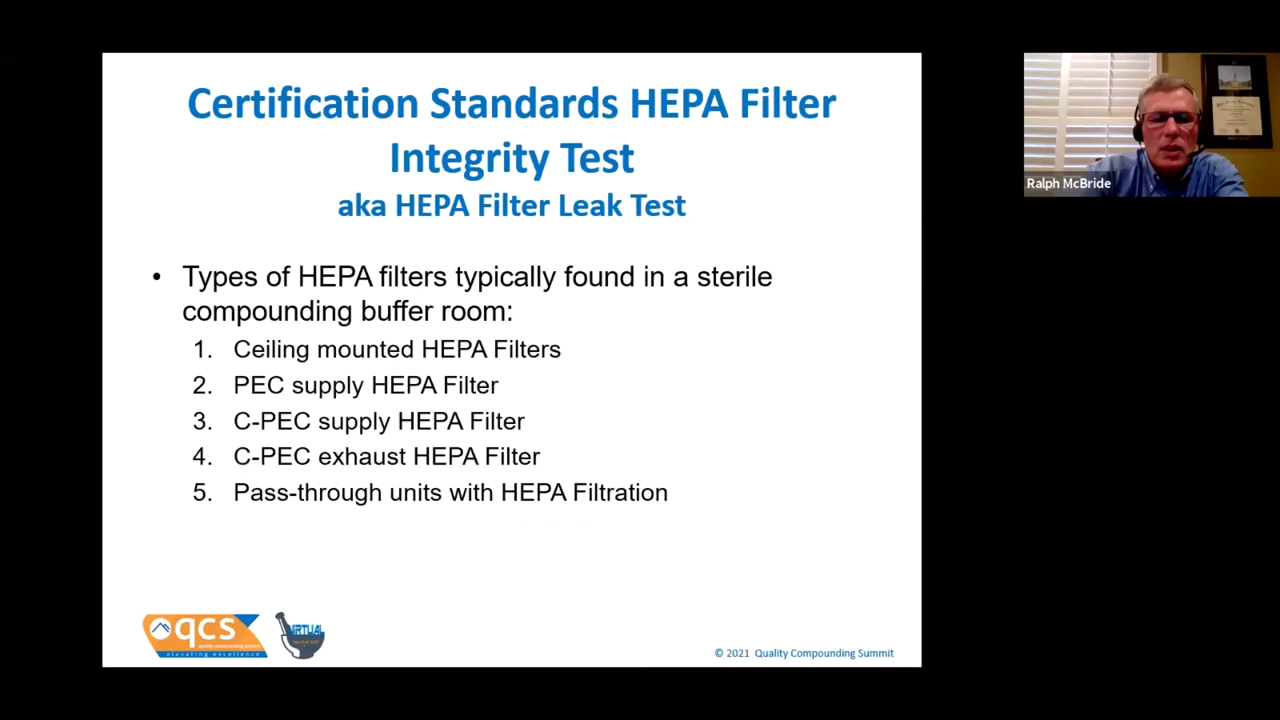 Certification Standards HEPA Filter
Integrity Test
aka HEPA Filter Leak Test
• Types of HEPA filters typically found in a sterile
compounding buffer room:
1. Ceiling mounted HEPA Filters
2. PEC supply HEPA Filter
3. C-PEC supply HEPA Filter
4. C-PEC exhaust HEPA Filter
5. Pass-through units with HEPA Filtration
qcs
quality compounding summit
elevating excellence
VIRTUAL
© 2021 Quality Compounding Summit
Ralph McBride